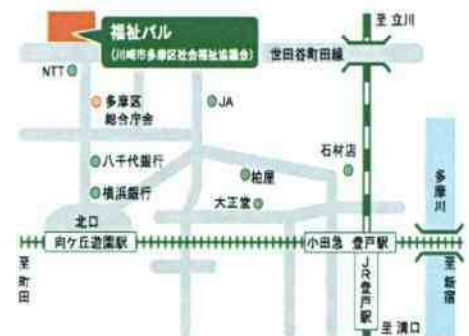 至 立川
福祉パル
(川崎市多摩区社会福祉協議会)
世田谷町田線
NTT
多摩区
総合庁舎
JA
石材店
八千代銀行
柏屋
多摩川
横浜銀行
大正堂
北口
向ケ丘遊園駅
小田急 登戸駅
至町田
JR登戸駅
至新宿
至 溝口